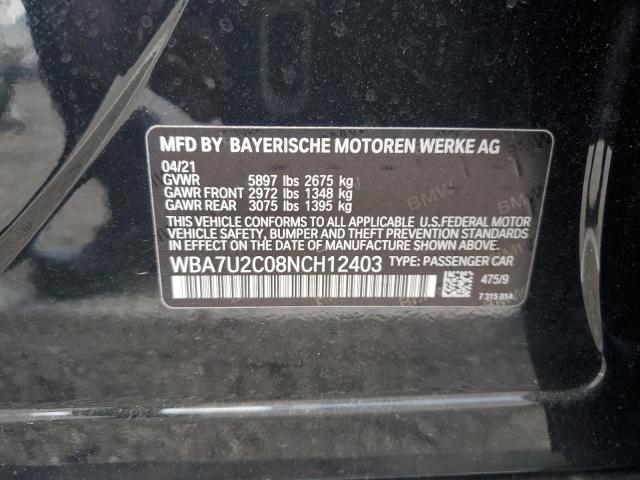 MFD BY BAYERISCHE MOTOREN WERKE AG
04/21
GVWR 5897 lbs 2675 kg
GAWR FRONT 2972 lbs 1348 kg
GAWR REAR 3075 lbs 1395 kg
THIS VEHICLE CONFORMS TO ALL APPLICABLE U.S.FEDERAL MOTOR
VEHICLE SAFETY, BUMPER, AND THEFT PREVENTION STANDARDS
IN EFFECT ON THE DATE OF MANUFACTURE SHOWN ABOVE.
WBA7U2C08NCH12403 TYPE: PASSENGER CAR
475/9
7 315 814